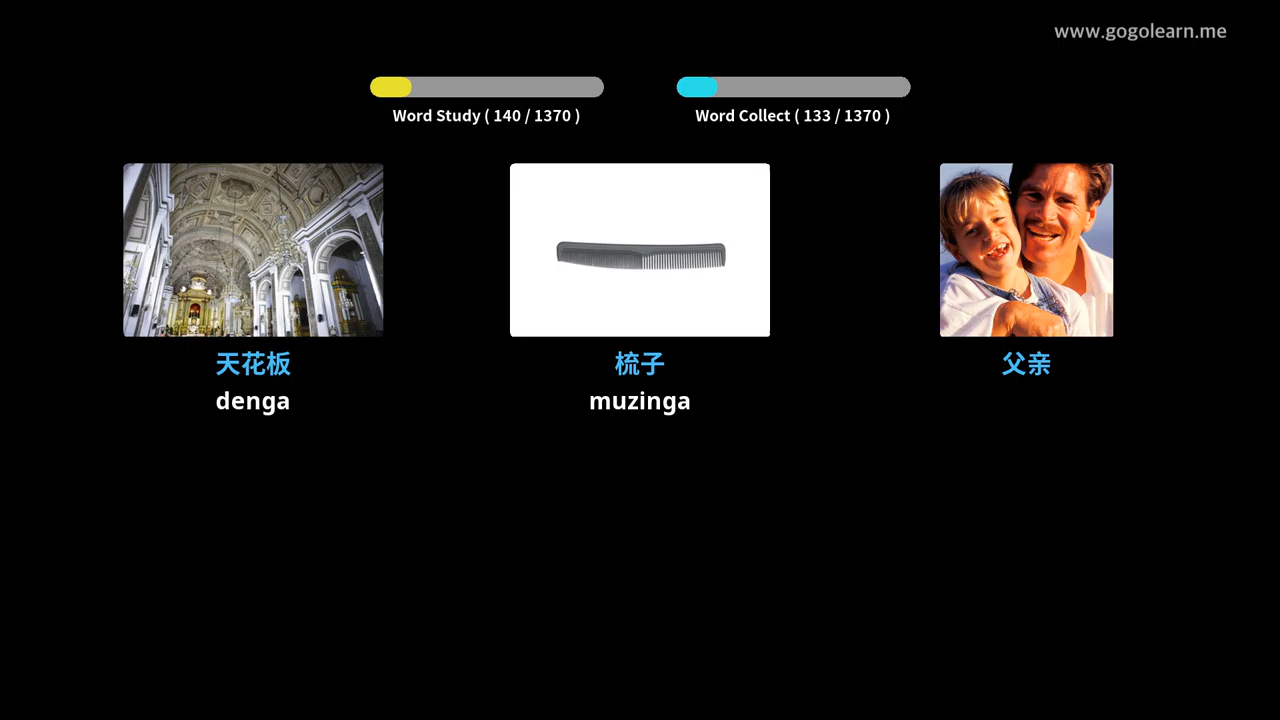 www.gogolearn.me
Word Study ( 140 / 1370 )
Word Collect ( 133 / 1370 )
天花板
梳子
父亲
denga
muzinga